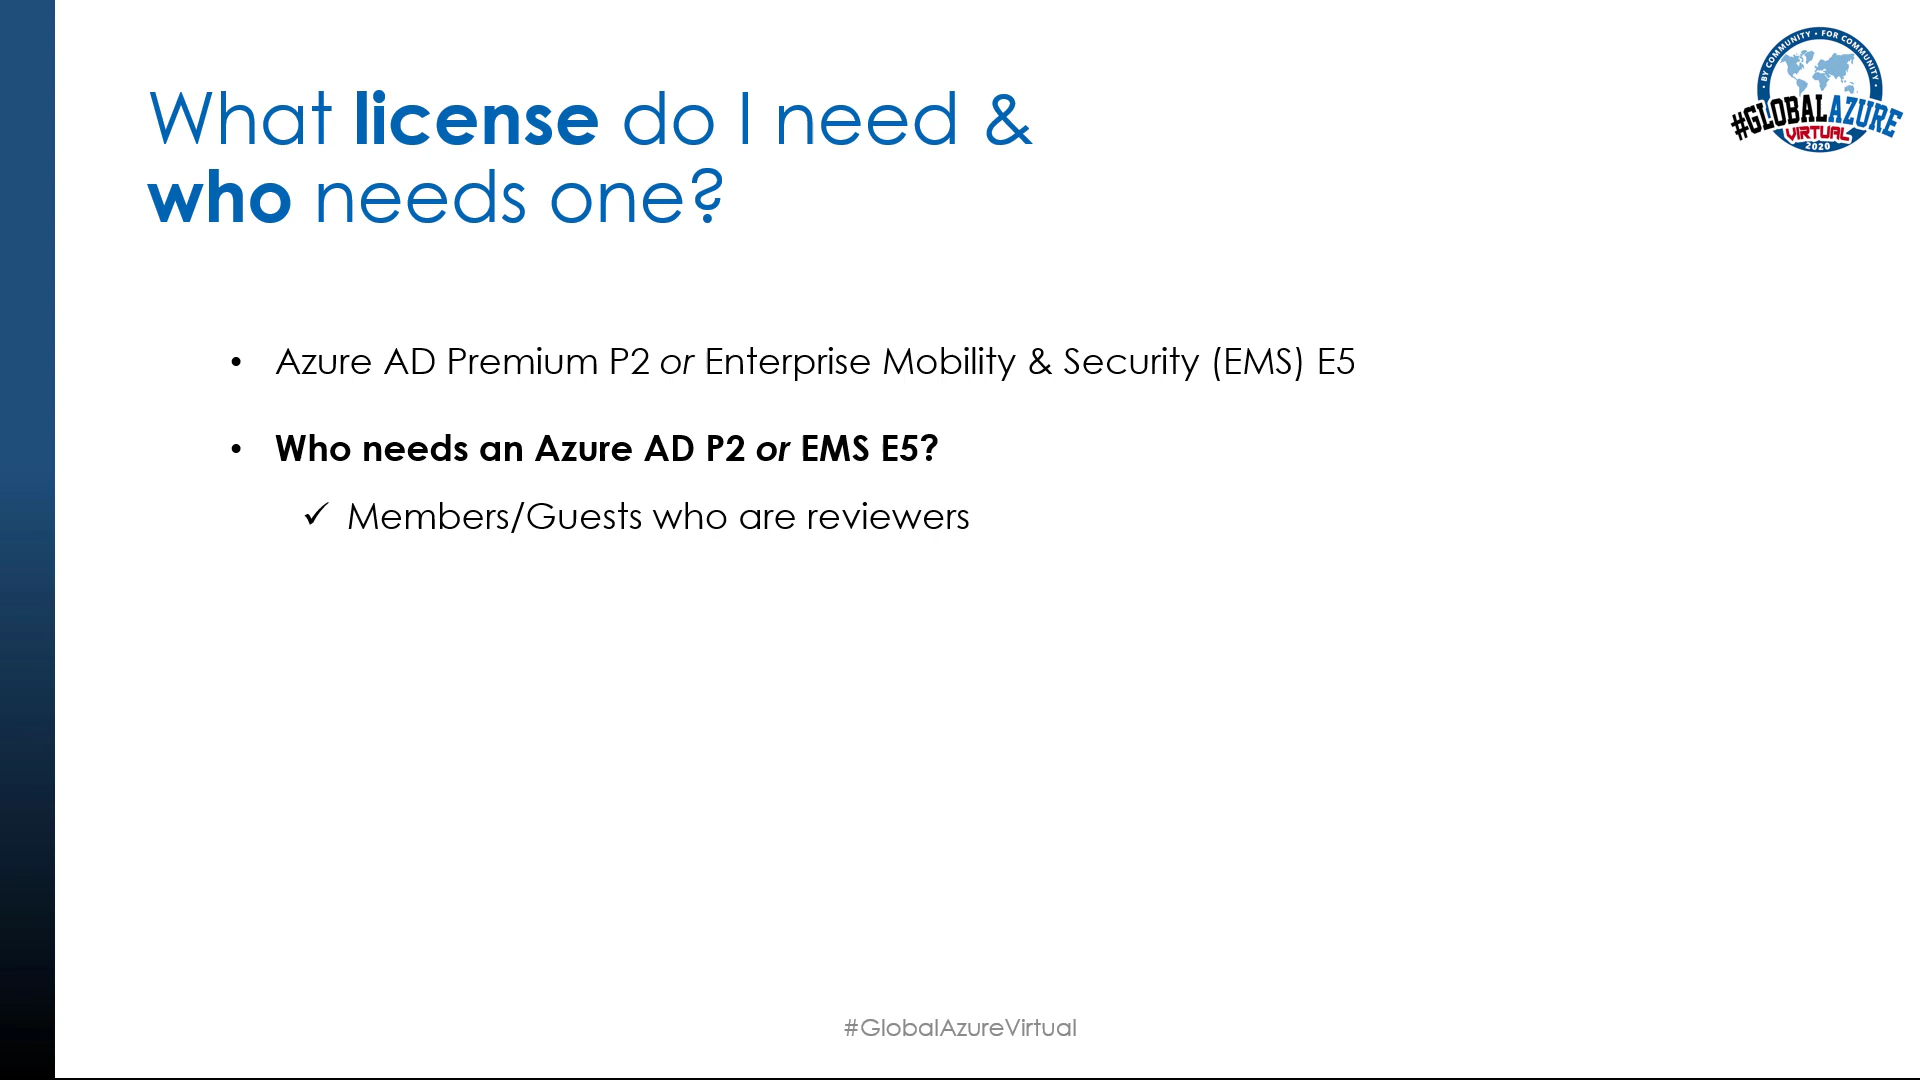 What license do I need &
who needs one?
• BY COMMUNITY • FOR COMMUNITY •
#GLOBALAZURE
VIRTUAL
2020
• Azure AD Premium P2 or Enterprise Mobility & Security (EMS) E5
• Who needs an Azure AD P2 or EMS E5?
✓ Members/Guests who are reviewers
#GlobalAzureVirtual